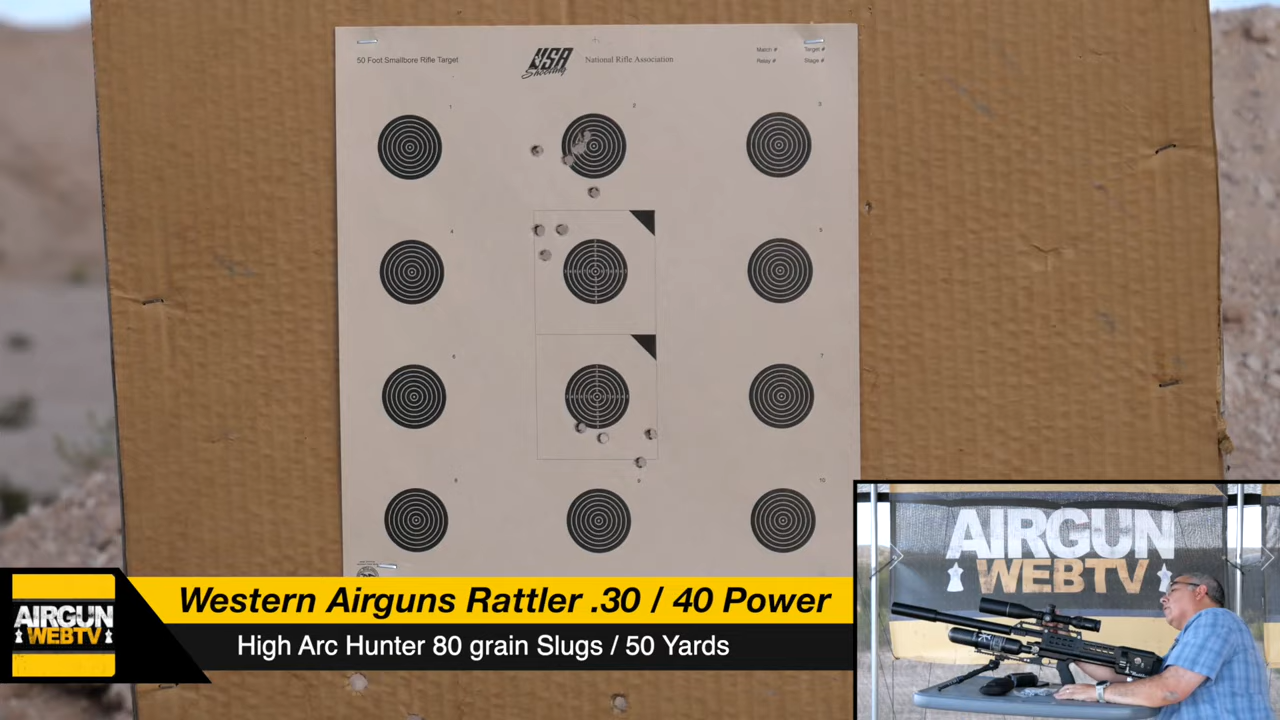 50 Foot Smallbore Rifle Target
USA
Shooting
National Rifle Association
Match #
Target #
Relay #
Stage #
1
2
3
4
5
6
7
8
9
10
AIRGUN
WEBTV
Western Airguns Rattler .30 / 40 Power
High Arc Hunter 80 grain Slugs / 50 Yards
AIRGUN
WEBTV